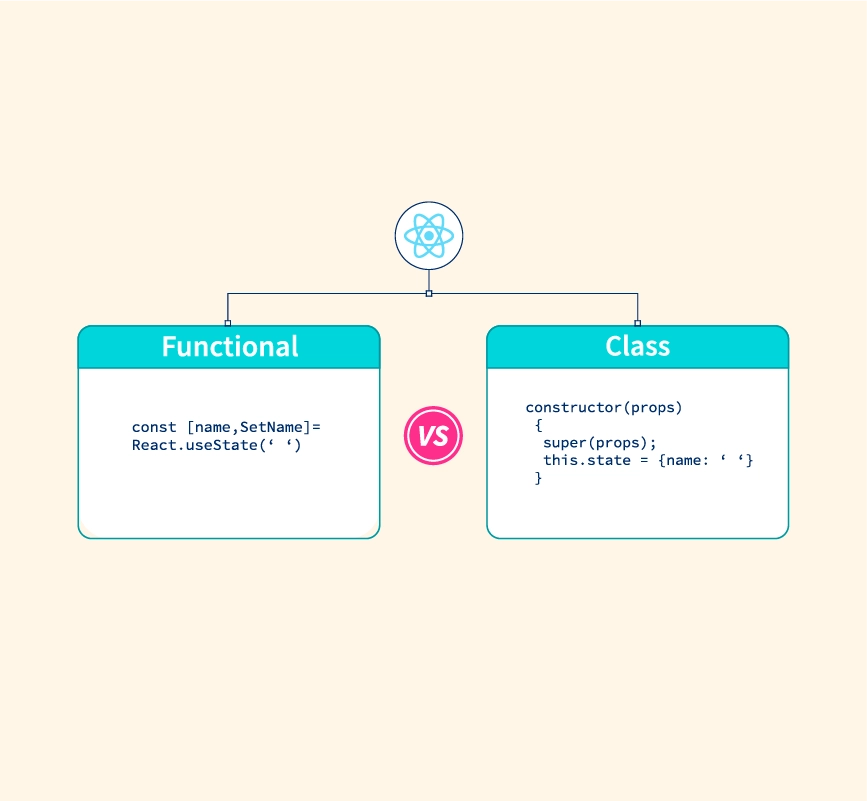 Functional
const [name,SetName]=
React.useState(‘ ‘)
VS
Class
constructor(props)
{
super(props);
this.state = {name: ‘ ‘}
}